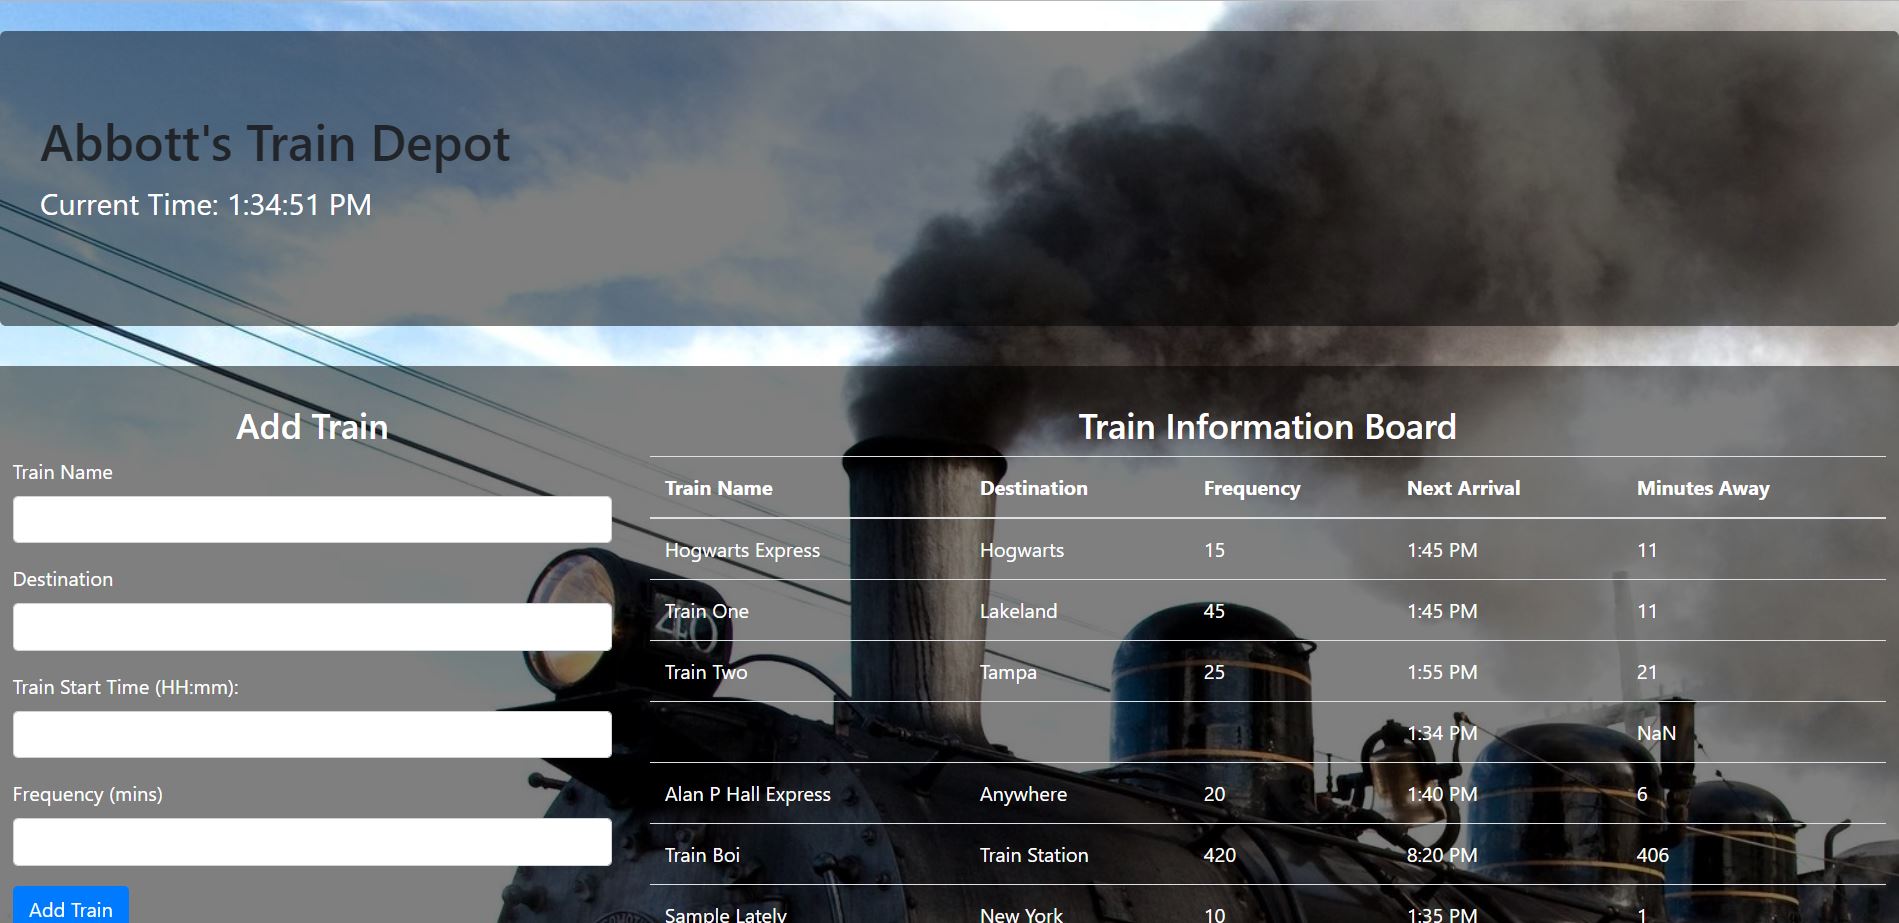 Abbott's Train Depot
Current Time: 1:34:51 PM
Add Train
Train Name
Destination
Train Start Time (HH:mm):
Frequency (mins)
Add Train
Train Information Board
Train Name Destination Frequency Next Arrival Minutes Away
Hogwarts Express Hogwarts 15 1:45 PM 11
Train One Lakeland 45 1:45 PM 11
Train Two Tampa 25 1:55 PM 21
1:34 PM NaN
Alan P Hall Express Anywhere 20 1:40 PM 6
Train Boi Train Station 420 8:20 PM 406
Sample Lately New York 10 1:35 PM 1
40